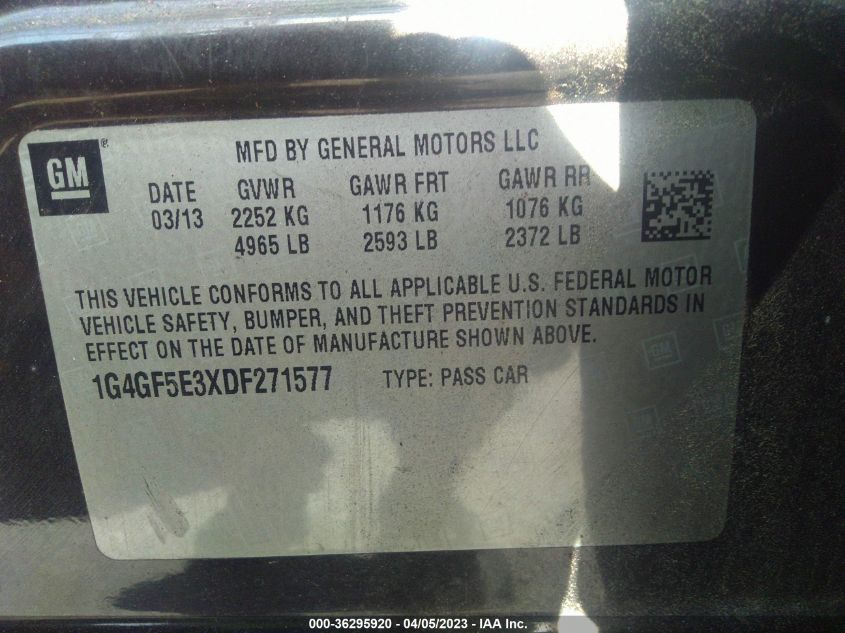 MFD BY GENERAL MOTORS LLC
GM ®
DATE GVWR GAWR FRT GAWR RR
03/13 2252 KG 1176 KG 1076 KG
4965 LB 2593 LB 2372 LB
THIS VEHICLE CONFORMS TO ALL APPLICABLE U.S. FEDERAL MOTOR
VEHICLE SAFETY, BUMPER, AND THEFT PREVENTION STANDARDS IN
EFFECT ON THE DATE OF MANUFACTURE SHOWN ABOVE.
1G4GF5E3XDF271577 TYPE: PASS CAR
000-36295920 - 04/05/2023 - IAA Inc.